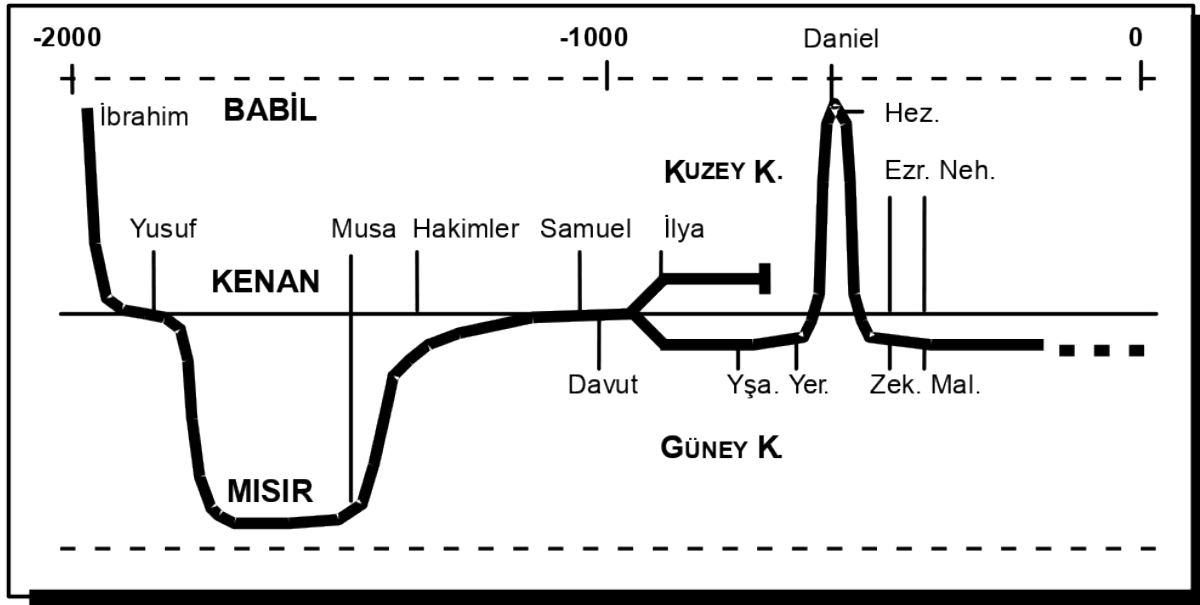 -2000 -1000 Daniel 0
İbrahim BABİL Hez.
KUZEY K. Ezr. Neh.
Yusuf Musa Hakimler Samuel İlya
KENAN
Davut Yşa. Yer. Zek. Mal.
GÜNEY K.
MISIR